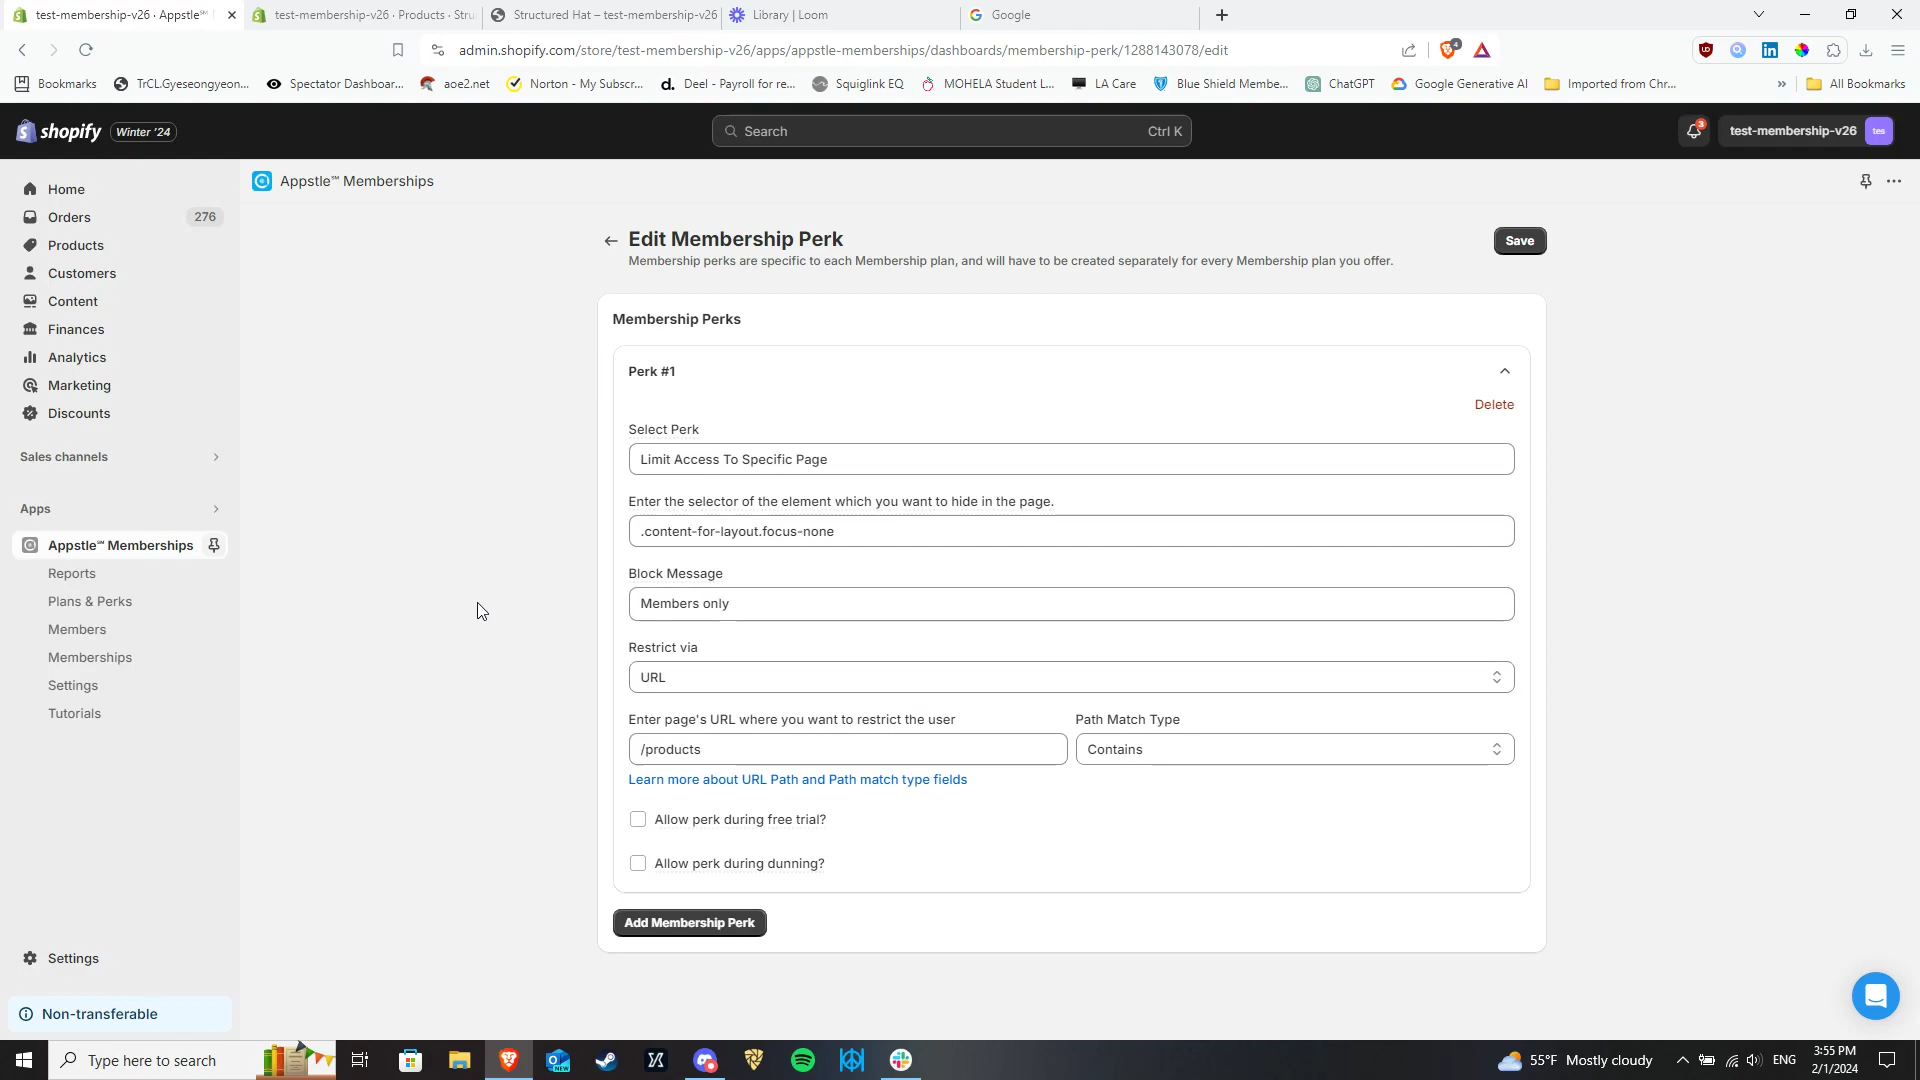 test-membership-v26 · Appstle℠
test-membership-v26 · Products · Stru
Structured Hat – test-membership-v26
Library | Loom
Google
admin.shopify.com/store/test-membership-v26/apps/appstle-memberships/dashboards/membership-perk/1288143078/edit
4
Bookmarks
TrCL.Gyeseongyeon...
Spectator Dashboar...
aoe2.net
Norton - My Subscr...
Deel - Payroll for re...
Squiglink EQ
MOHELA Student L...
LA Care
Blue Shield Membe...
ChatGPT
Google Generative AI
Imported from Chr...
»
All Bookmarks
shopify
Winter '24
Search
Ctrl K
3
test-membership-v26
tes
Home
Orders
276
Products
Customers
Content
Finances
Analytics
Marketing
Discounts
Sales channels
Apps
Appstle℠ Memberships
Reports
Plans & Perks
Members
Memberships
Settings
Tutorials
Settings
Non-transferable
Appstle℠ Memberships
Edit Membership Perk
Save
Membership perks are specific to each Membership plan, and will have to be created separately for every Membership plan you offer.
Membership Perks
Perk #1
Delete
Select Perk
Limit Access To Specific Page
Enter the selector of the element which you want to hide in the page.
.content-for-layout.focus-none
Block Message
Members only
Restrict via
URL
Enter page's URL where you want to restrict the user
Path Match Type
/products
Contains
Learn more about URL Path and Path match type fields
Allow perk during free trial?
Allow perk during dunning?
Add Membership Perk
Type here to search
55°F Mostly cloudy
ENG
3:55 PM
2/1/2024